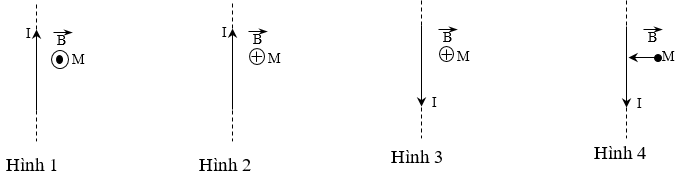 I B M
Hình 1
I B M
Hình 2
B M I
Hình 3
B M I
Hình 4